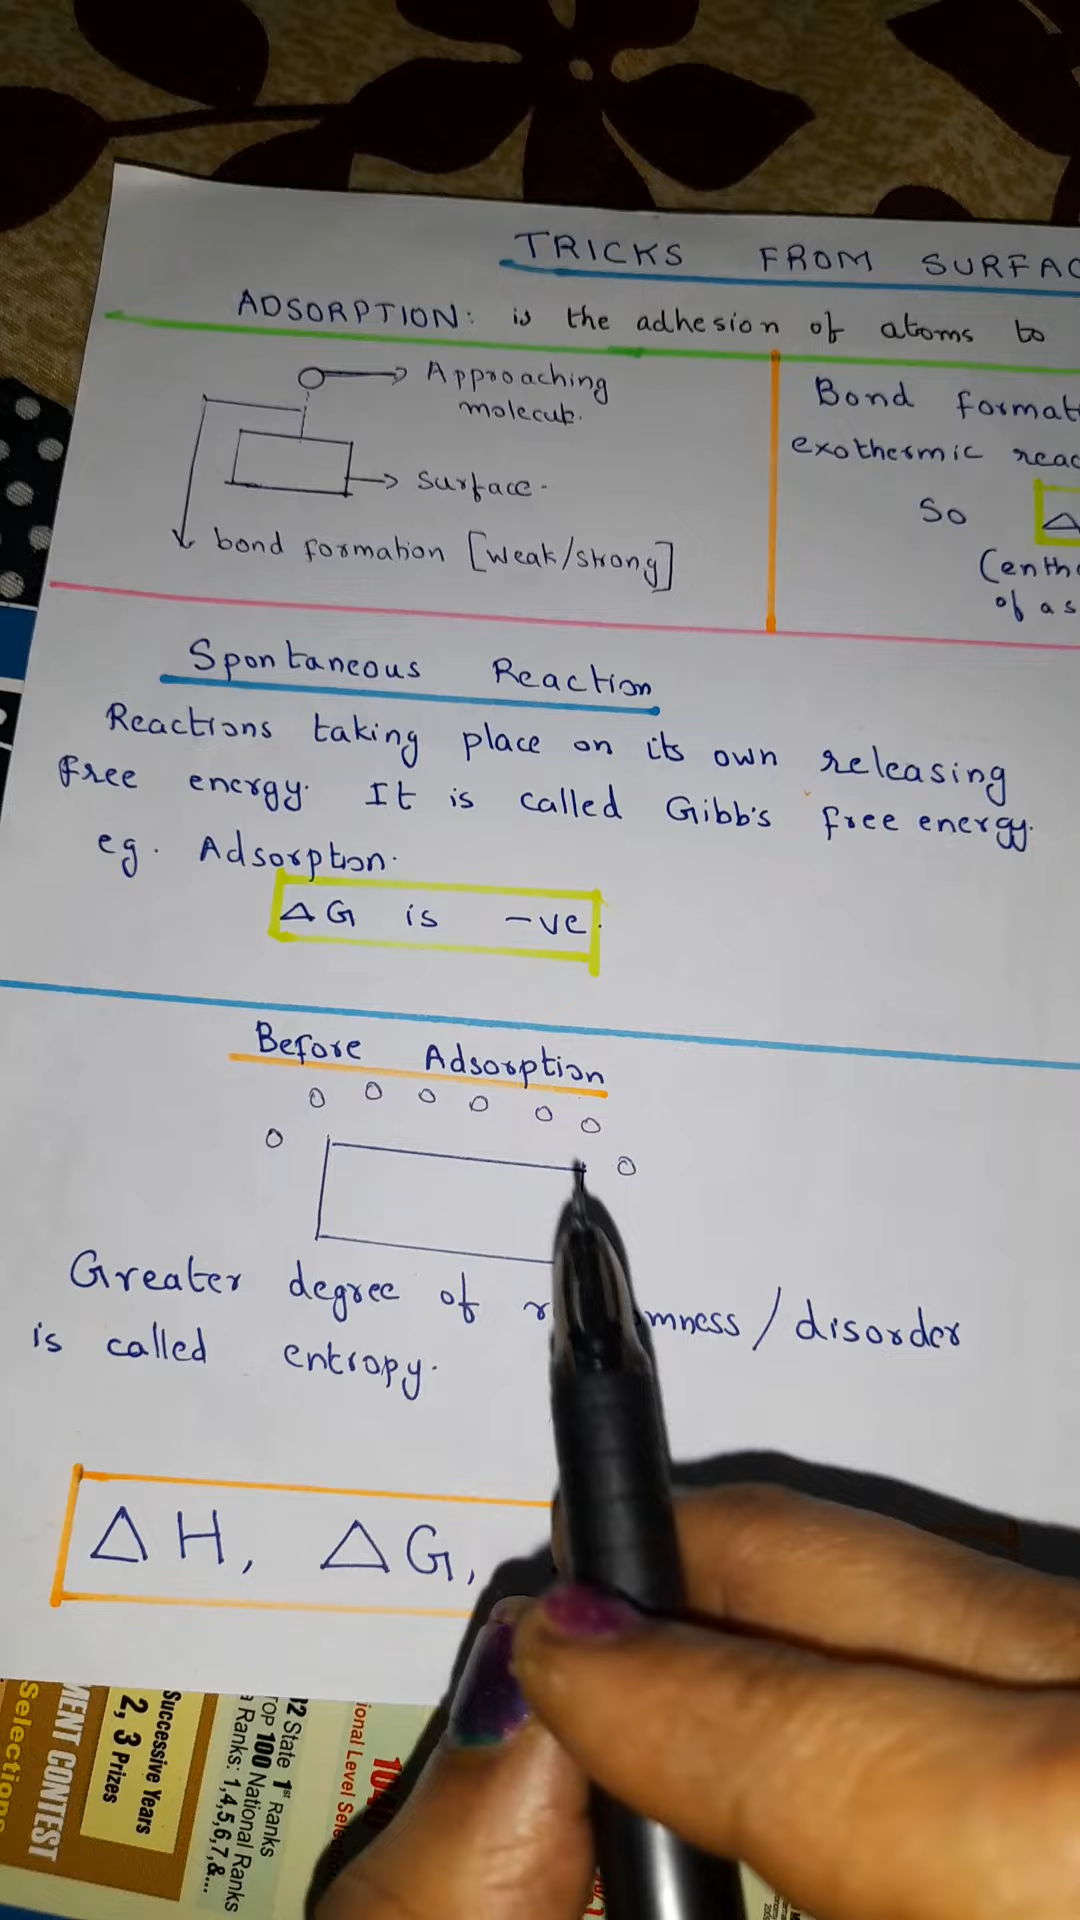 TRICKS FROM SURFAC
ADSORPTION: is the adhesion of atoms to
Approaching
molecule.
Surface.
bond formation [weak/strong]
Bond format
exothermic reac
So Δ
(entha
of as
Spontaneous Reaction
Reactions taking place on its own releasing
free energy. It is called Gibb's free energy.
eg. Adsorption.
ΔG is -ve.
Before Adsorption
Greater degree of r mness/disorder
is called entropy.
ΔH, ΔG,
Successive Years
2, 3 Prizes
MENT CONTEST
Selections
12 State 1st Ranks
TOP 100 National Ranks
a Ranks: 1,4,5,6,7,&...
ional Level Selec